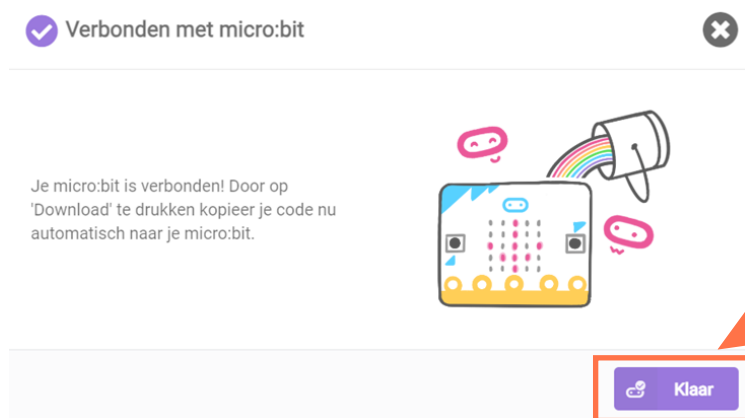 Verbonden met micro:bit
Je micro:bit is verbonden! Door op
'Download' te drukken kopieer je code nu
automatisch naar je micro:bit.
Klaar